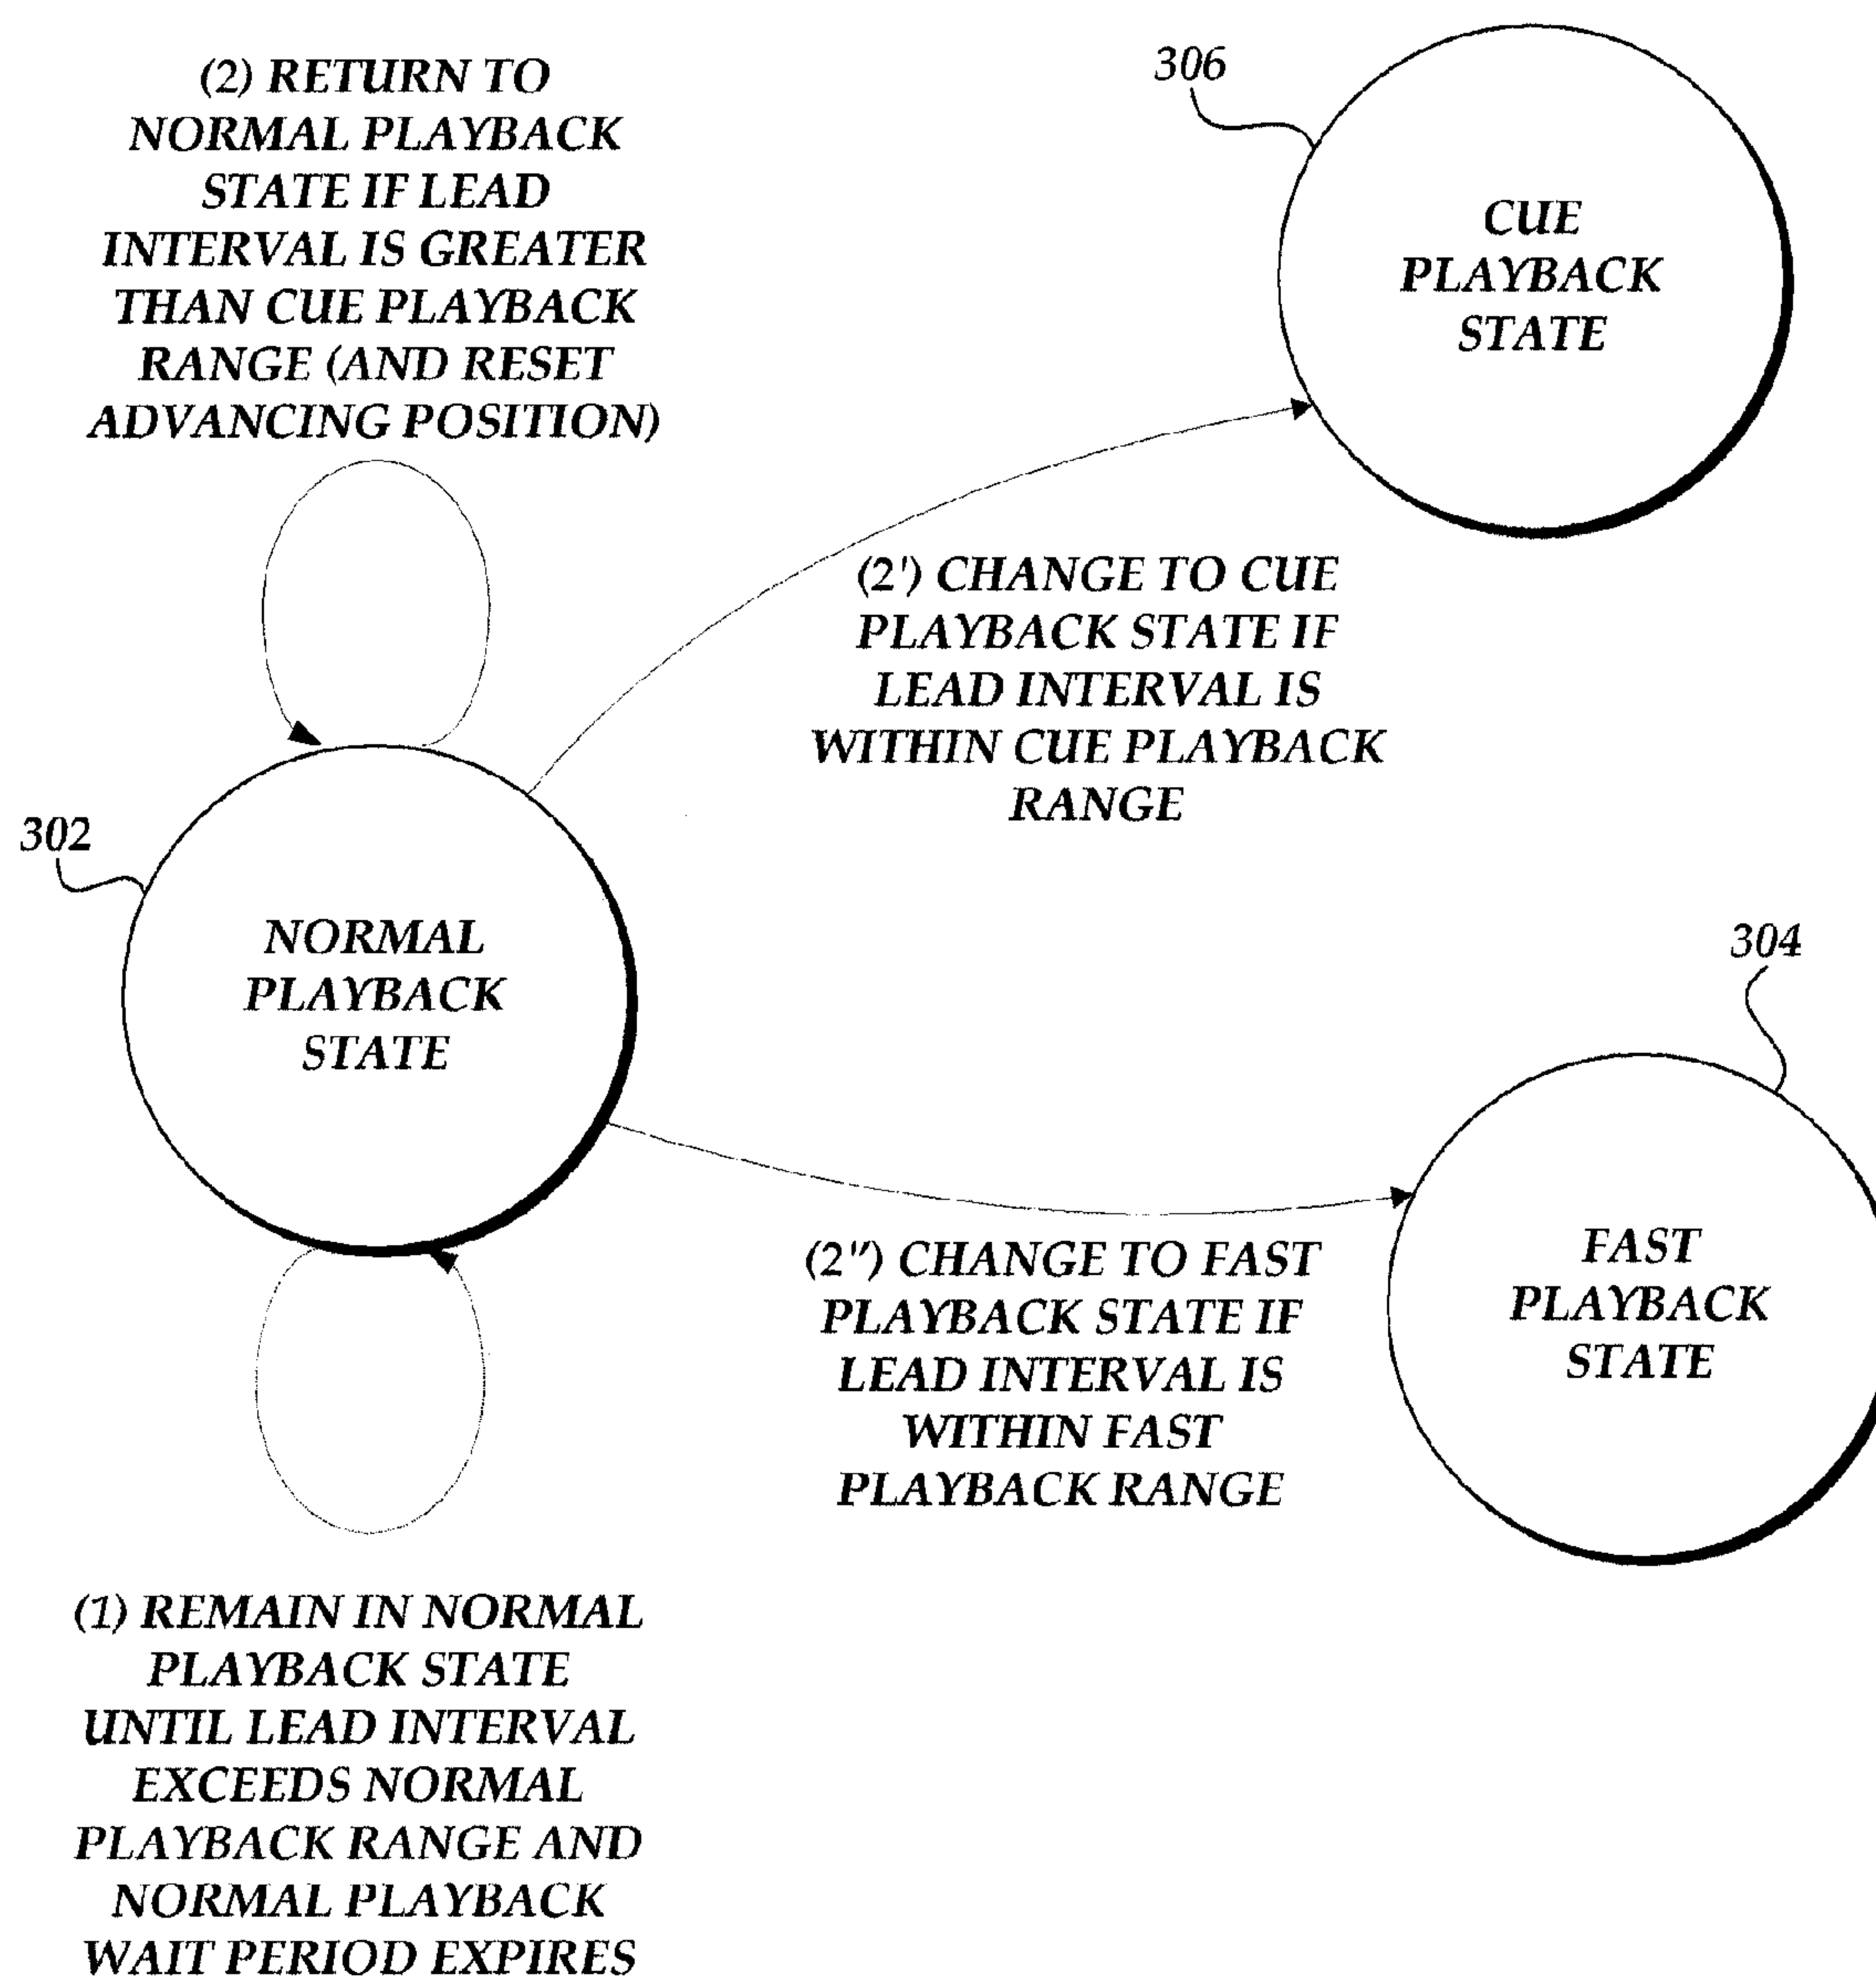 (2) RETURN TO
NORMAL PLAYBACK
STATE IF LEAD
INTERVAL IS GREATER
THAN CUE PLAYBACK
RANGE (AND RESET
ADVANCING POSITION)
306
CUE
PLAYBACK
STATE
(2') CHANGE TO CUE
PLAYBACK STATE IF
LEAD INTERVAL IS
WITHIN CUE PLAYBACK
RANGE
302
NORMAL
PLAYBACK
STATE
304
FAST
PLAYBACK
STATE
(2") CHANGE TO FAST
PLAYBACK STATE IF
LEAD INTERVAL IS
WITHIN FAST
PLAYBACK RANGE
(1) REMAIN IN NORMAL
PLAYBACK STATE
UNTIL LEAD INTERVAL
EXCEEDS NORMAL
PLAYBACK RANGE AND
NORMAL PLAYBACK
WAIT PERIOD EXPIRES